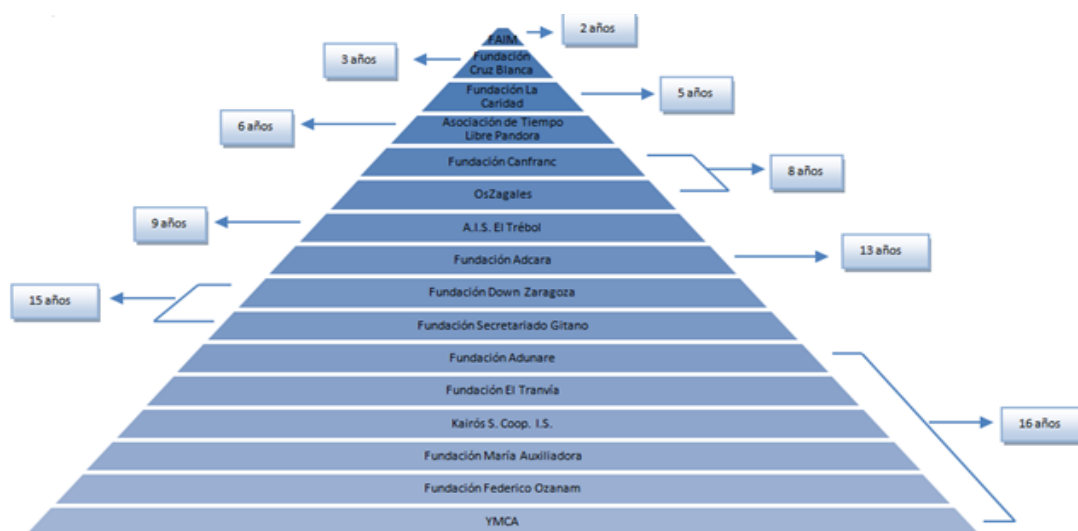 2 años
FAIM
3 años
Fundación
Cruz Blanca
Fundación La
Caridad
5 años
6 años
Asociación de Tiempo
Libre Pandora
Fundación Canfranc
8 años
OsZagales
9 años
A.I.S. El Trébol
13 años
Fundación Adcara
15 años
Fundación Down Zaragoza
Fundación Secretariado Gitano
Fundación Adunare
Fundación El Tranvía
Kairós S. Coop. I.S.
16 años
Fundación María Auxiliadora
Fundación Federico Ozanam
YMCA